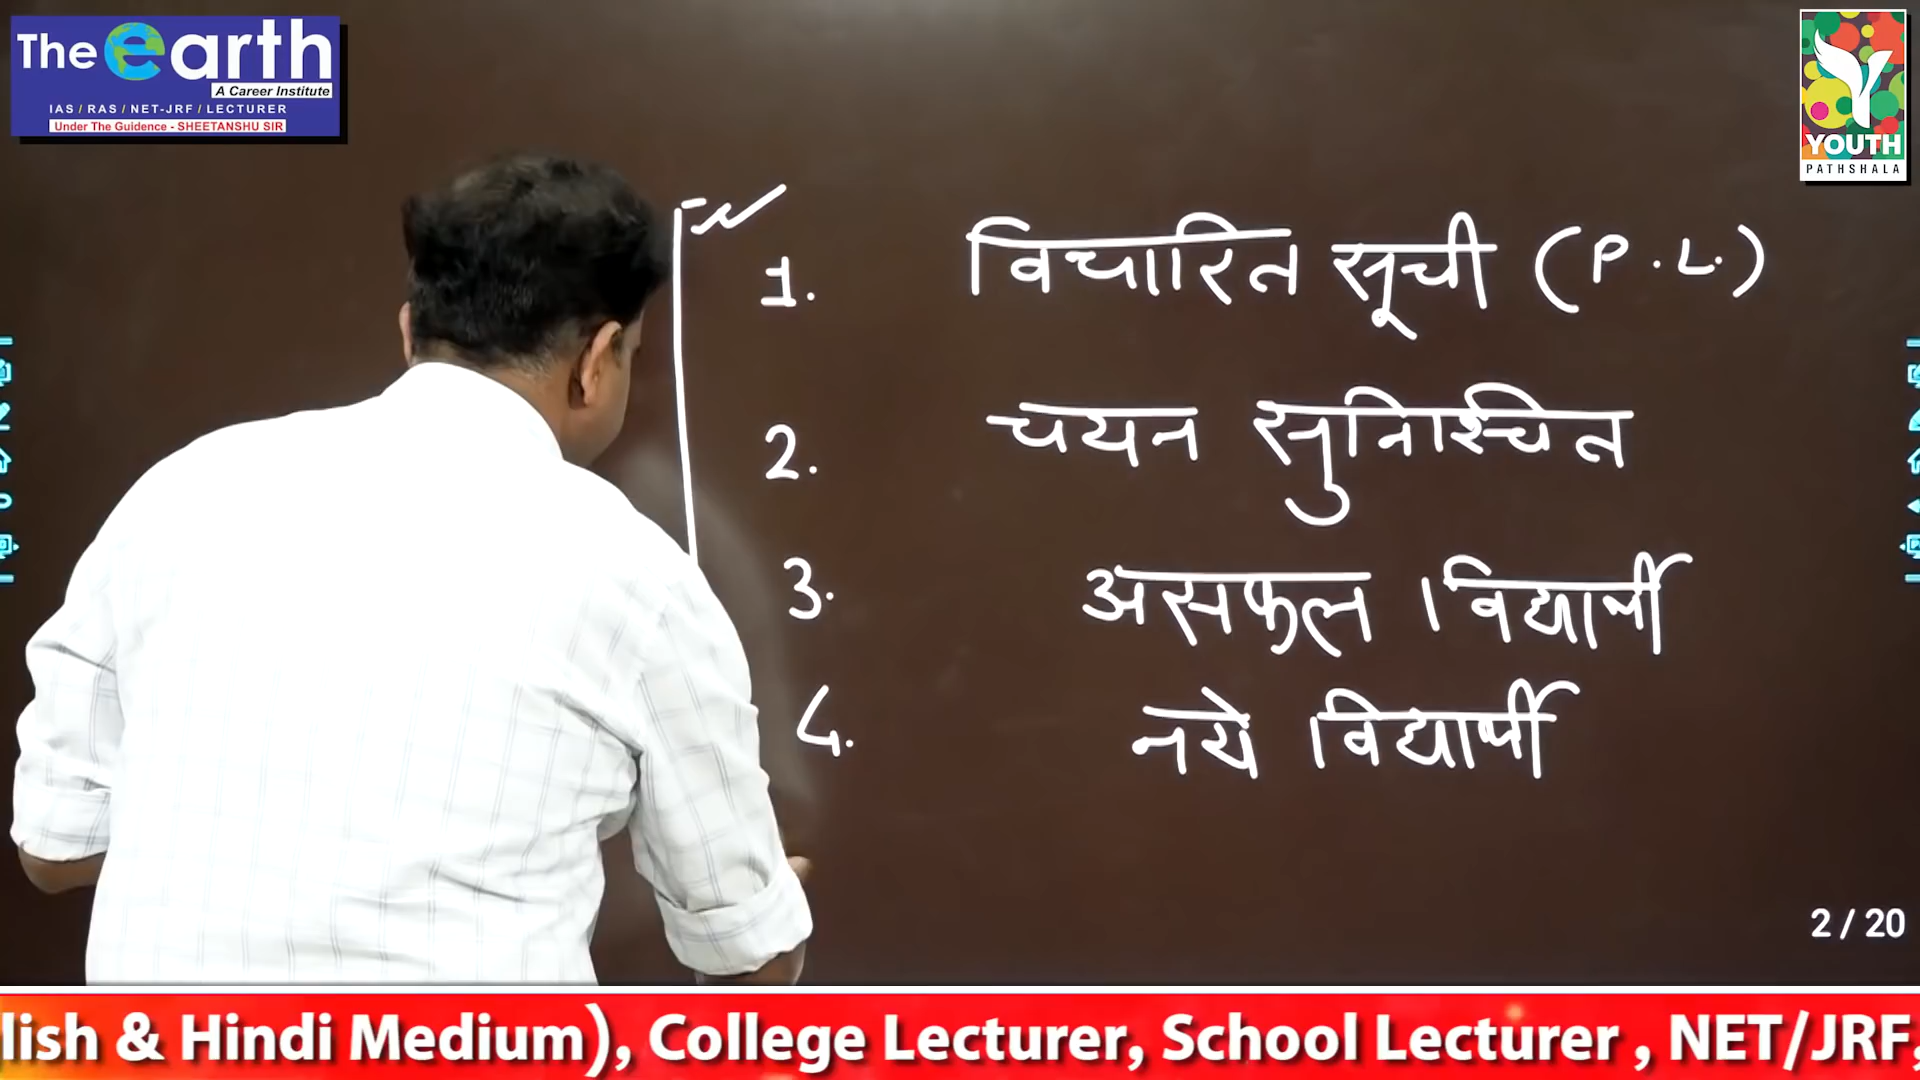 The earth
A Career Institute
IAS / RAS / NET-JRF / LECTURER
Under The Guidence - SHEETANSHU SIR
YOUTH
PATHSHALA
1. विचारित सूची (P.L.)
2. चयन सुनिश्चित
3. असफल विद्यार्थी
4. नये विद्यार्थी
2 / 20
lish & Hindi Medium), College Lecturer, School Lecturer , NET/JRF,